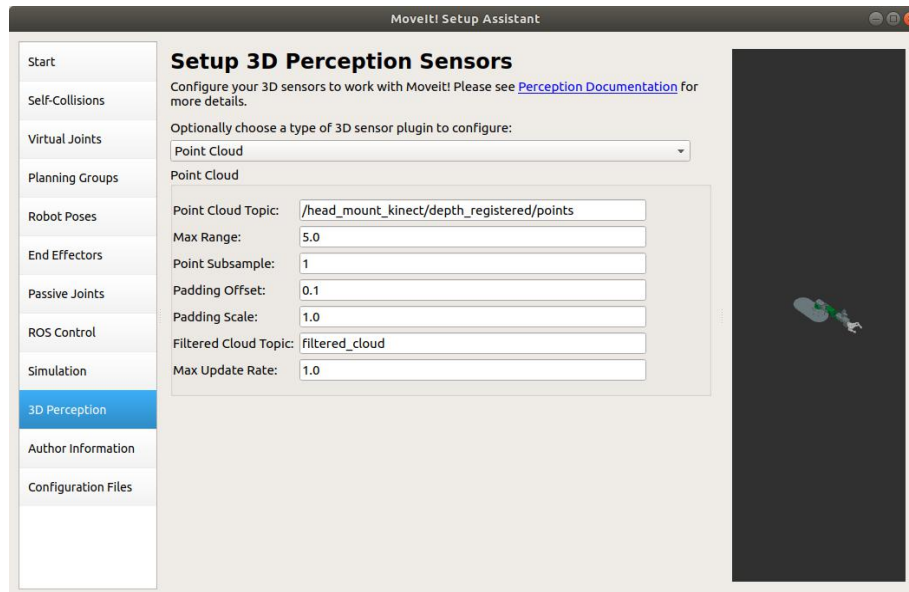 MoveIt! Setup Assistant
Start
Self-Collisions
Virtual Joints
Planning Groups
Robot Poses
End Effectors
Passive Joints
ROS Control
Simulation
3D Perception
Author Information
Configuration Files
Setup 3D Perception Sensors
Configure your 3D sensors to work with Moveit! Please see Perception Documentation for
more details.
Optionally choose a type of 3D sensor plugin to configure:
Point Cloud
Point Cloud
Point Cloud Topic: /head_mount_kinect/depth_registered/points
Max Range: 5.0
Point Subsample: 1
Padding Offset: 0.1
Padding Scale: 1.0
Filtered Cloud Topic: filtered_cloud
Max Update Rate: 1.0